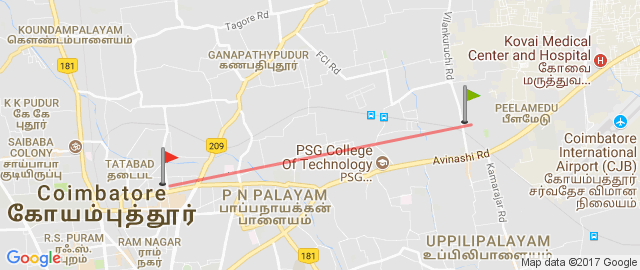 Tagore Rd
KOUNDAMPALAYAM
கௌண்டம்பாளையம்
181
GANAPATHYPUDUR
கணபதிபுதூர்
FCI Rd
Vilankuruchi Rd
Kovai Medical
Center and Hospital
கோவை
மருத்துவ...
H
K K PUDUR
கே கே
புதூர்
PEELAMEDU
பீளமேடு
SAIBABA
COLONY
சாய்பாபா
குடியிருப்பு
TATABAD
தடைபட்
209
PSG College
Of Technology
PSG...
Avinashi Rd
Coimbatore
International
Airport (CJB)
கோயம்புத்தூர்
சர்வதேச விமான
நிலையம்
Kamarajar Rd
Coimbatore
கோயம்புத்தூர்
P N PALAYAM
பாப்பநாயக்கன்
பாளையம்
R.S. PURAM
ஆர்.எஸ்.
புறம்
RAM NAGAR
ராம்
நகர்
181
UPPILIPALAYAM
உப்பிலிபாளையம்
181
Google
Map data ©2017 Google